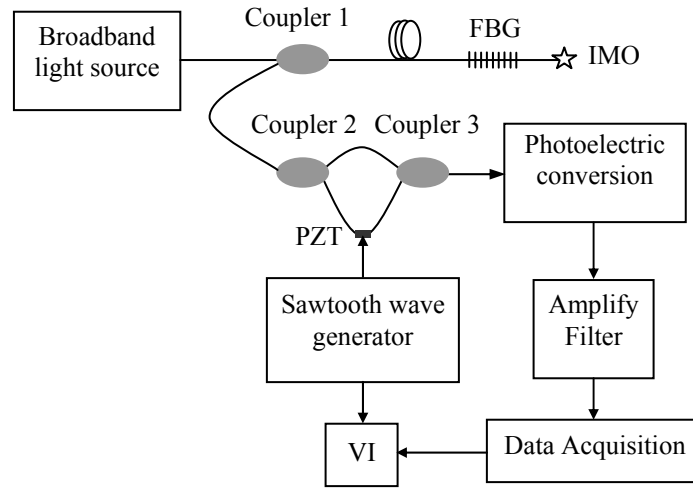 Coupler 1
Broadband
light source
FBG
IMO
Coupler 2
Coupler 3
Photoelectric
conversion
PZT
Sawtooth wave
generator
Amplify
Filter
VI
Data Acquisition